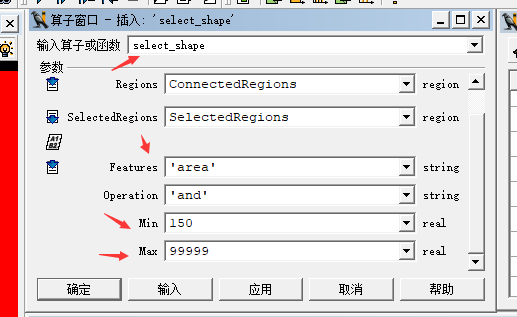 算子窗口 - 插入: 'select_shape'
输入算子或函数 select_shape
参数
Regions ConnectedRegions region
SelectedRegions SelectedRegions region
A1
B2
Features 'area' string
Operation 'and' string
Min 150 real
Max 99999 real
确定 输入 应用 取消 帮助